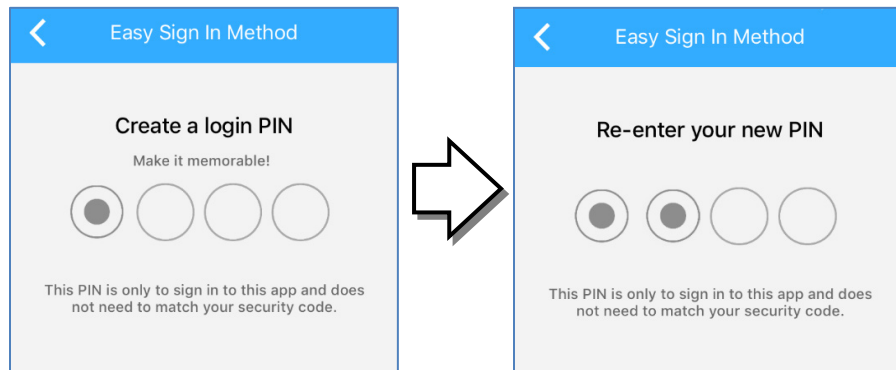 Easy Sign In Method
Create a login PIN
Make it memorable!
This PIN is only to sign in to this app and does
not need to match your security code.
Easy Sign In Method
Re-enter your new PIN
This PIN is only to sign in to this app and does
not need to match your security code.